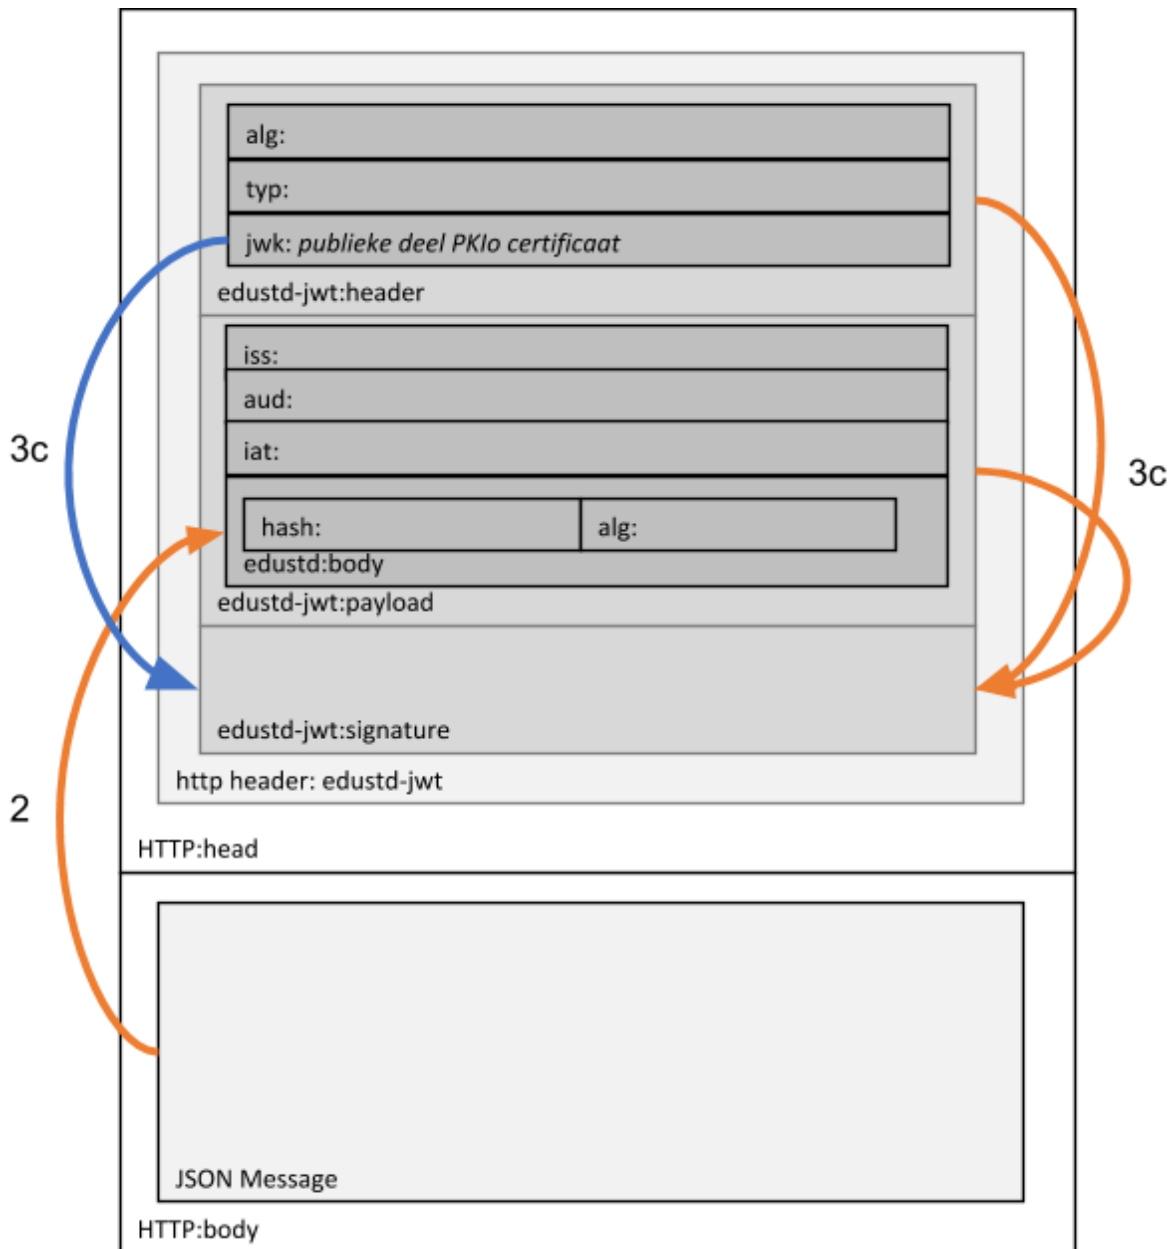 alg:
typ:
jwk: publieke deel PKIo certificaat
edustd-jwt:header
iss:
aud:
iat:
3c
3c
hash:
alg:
edustd:body
edustd-jwt:payload
edustd-jwt:signature
http header: edustd-jwt
2
HTTP:head
JSON Message
HTTP:body